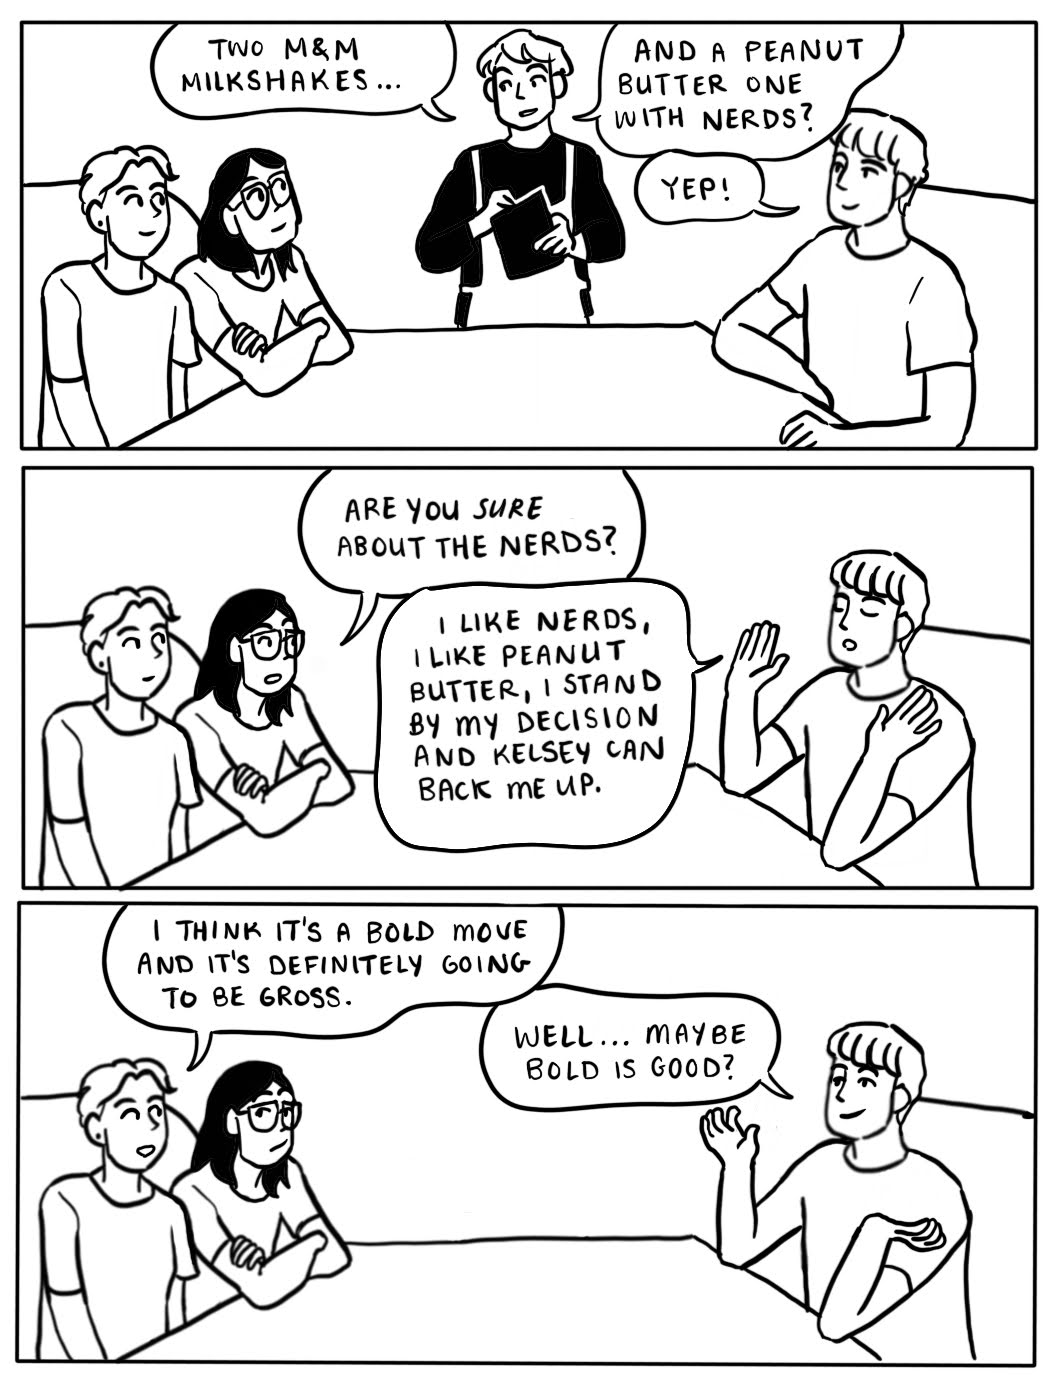 TWO M&M
MILKSHAKES...
AND A PEANUT
BUTTER ONE
WITH NERDS?
YEP!
ARE YOU SURE
ABOUT THE NERDS?
I LIKE NERDS,
I LIKE PEANUT
BUTTER, I STAND
BY MY DECISION
AND KELSEY CAN
BACK ME UP.
I THINK IT'S A BOLD MOVE
AND IT'S DEFINITELY GOING
TO BE GROSS.
WELL... MAYBE
BOLD IS GOOD?